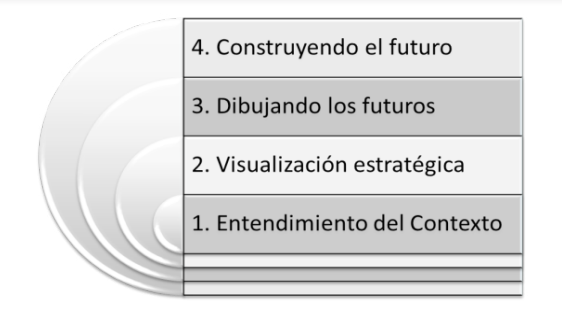 4. Construyendo el futuro
3. Dibujando los futuros
2. Visualización estratégica
1. Entendimiento del Contexto